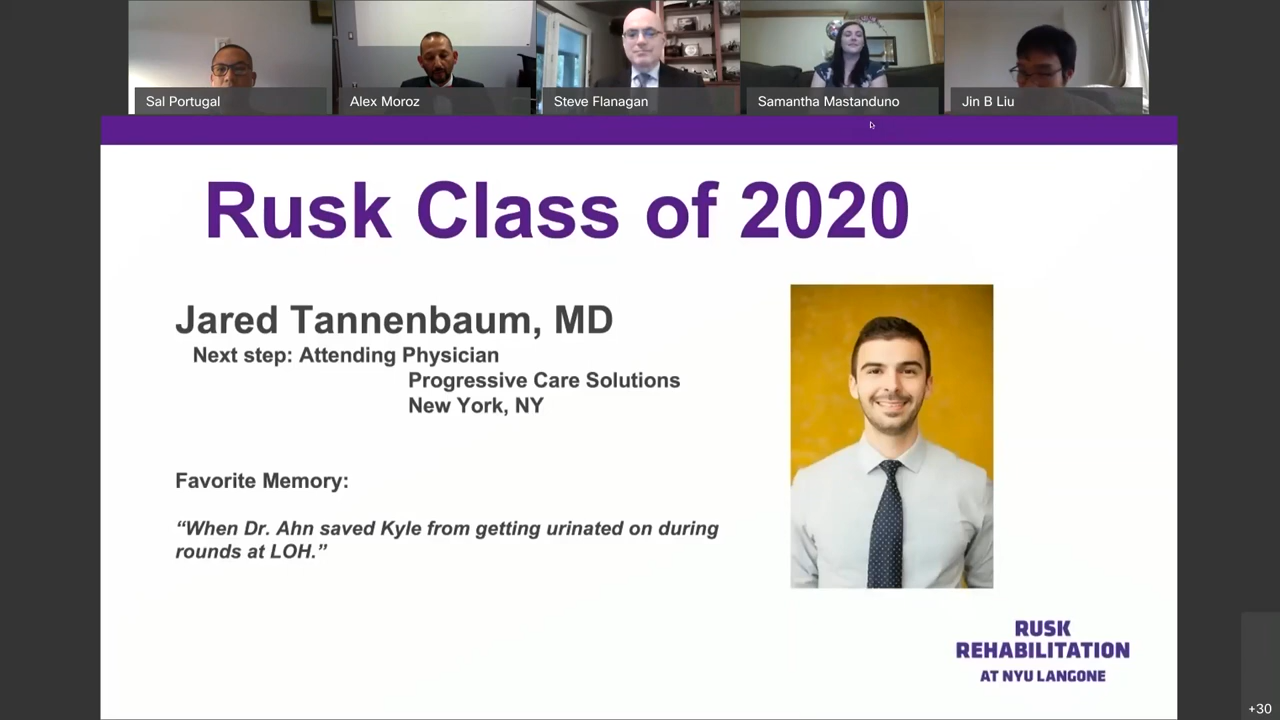 Sal Portugal
Alex Moroz
Steve Flanagan
Samantha Mastanduno
Jin B Liu
Rusk Class of 2020
Jared Tannenbaum, MD
Next step: Attending Physician
Progressive Care Solutions
New York, NY
Favorite Memory:
“When Dr. Ahn saved Kyle from getting urinated on during
rounds at LOH.”
RUSK
REHABILITATION
AT NYU LANGONE
+30